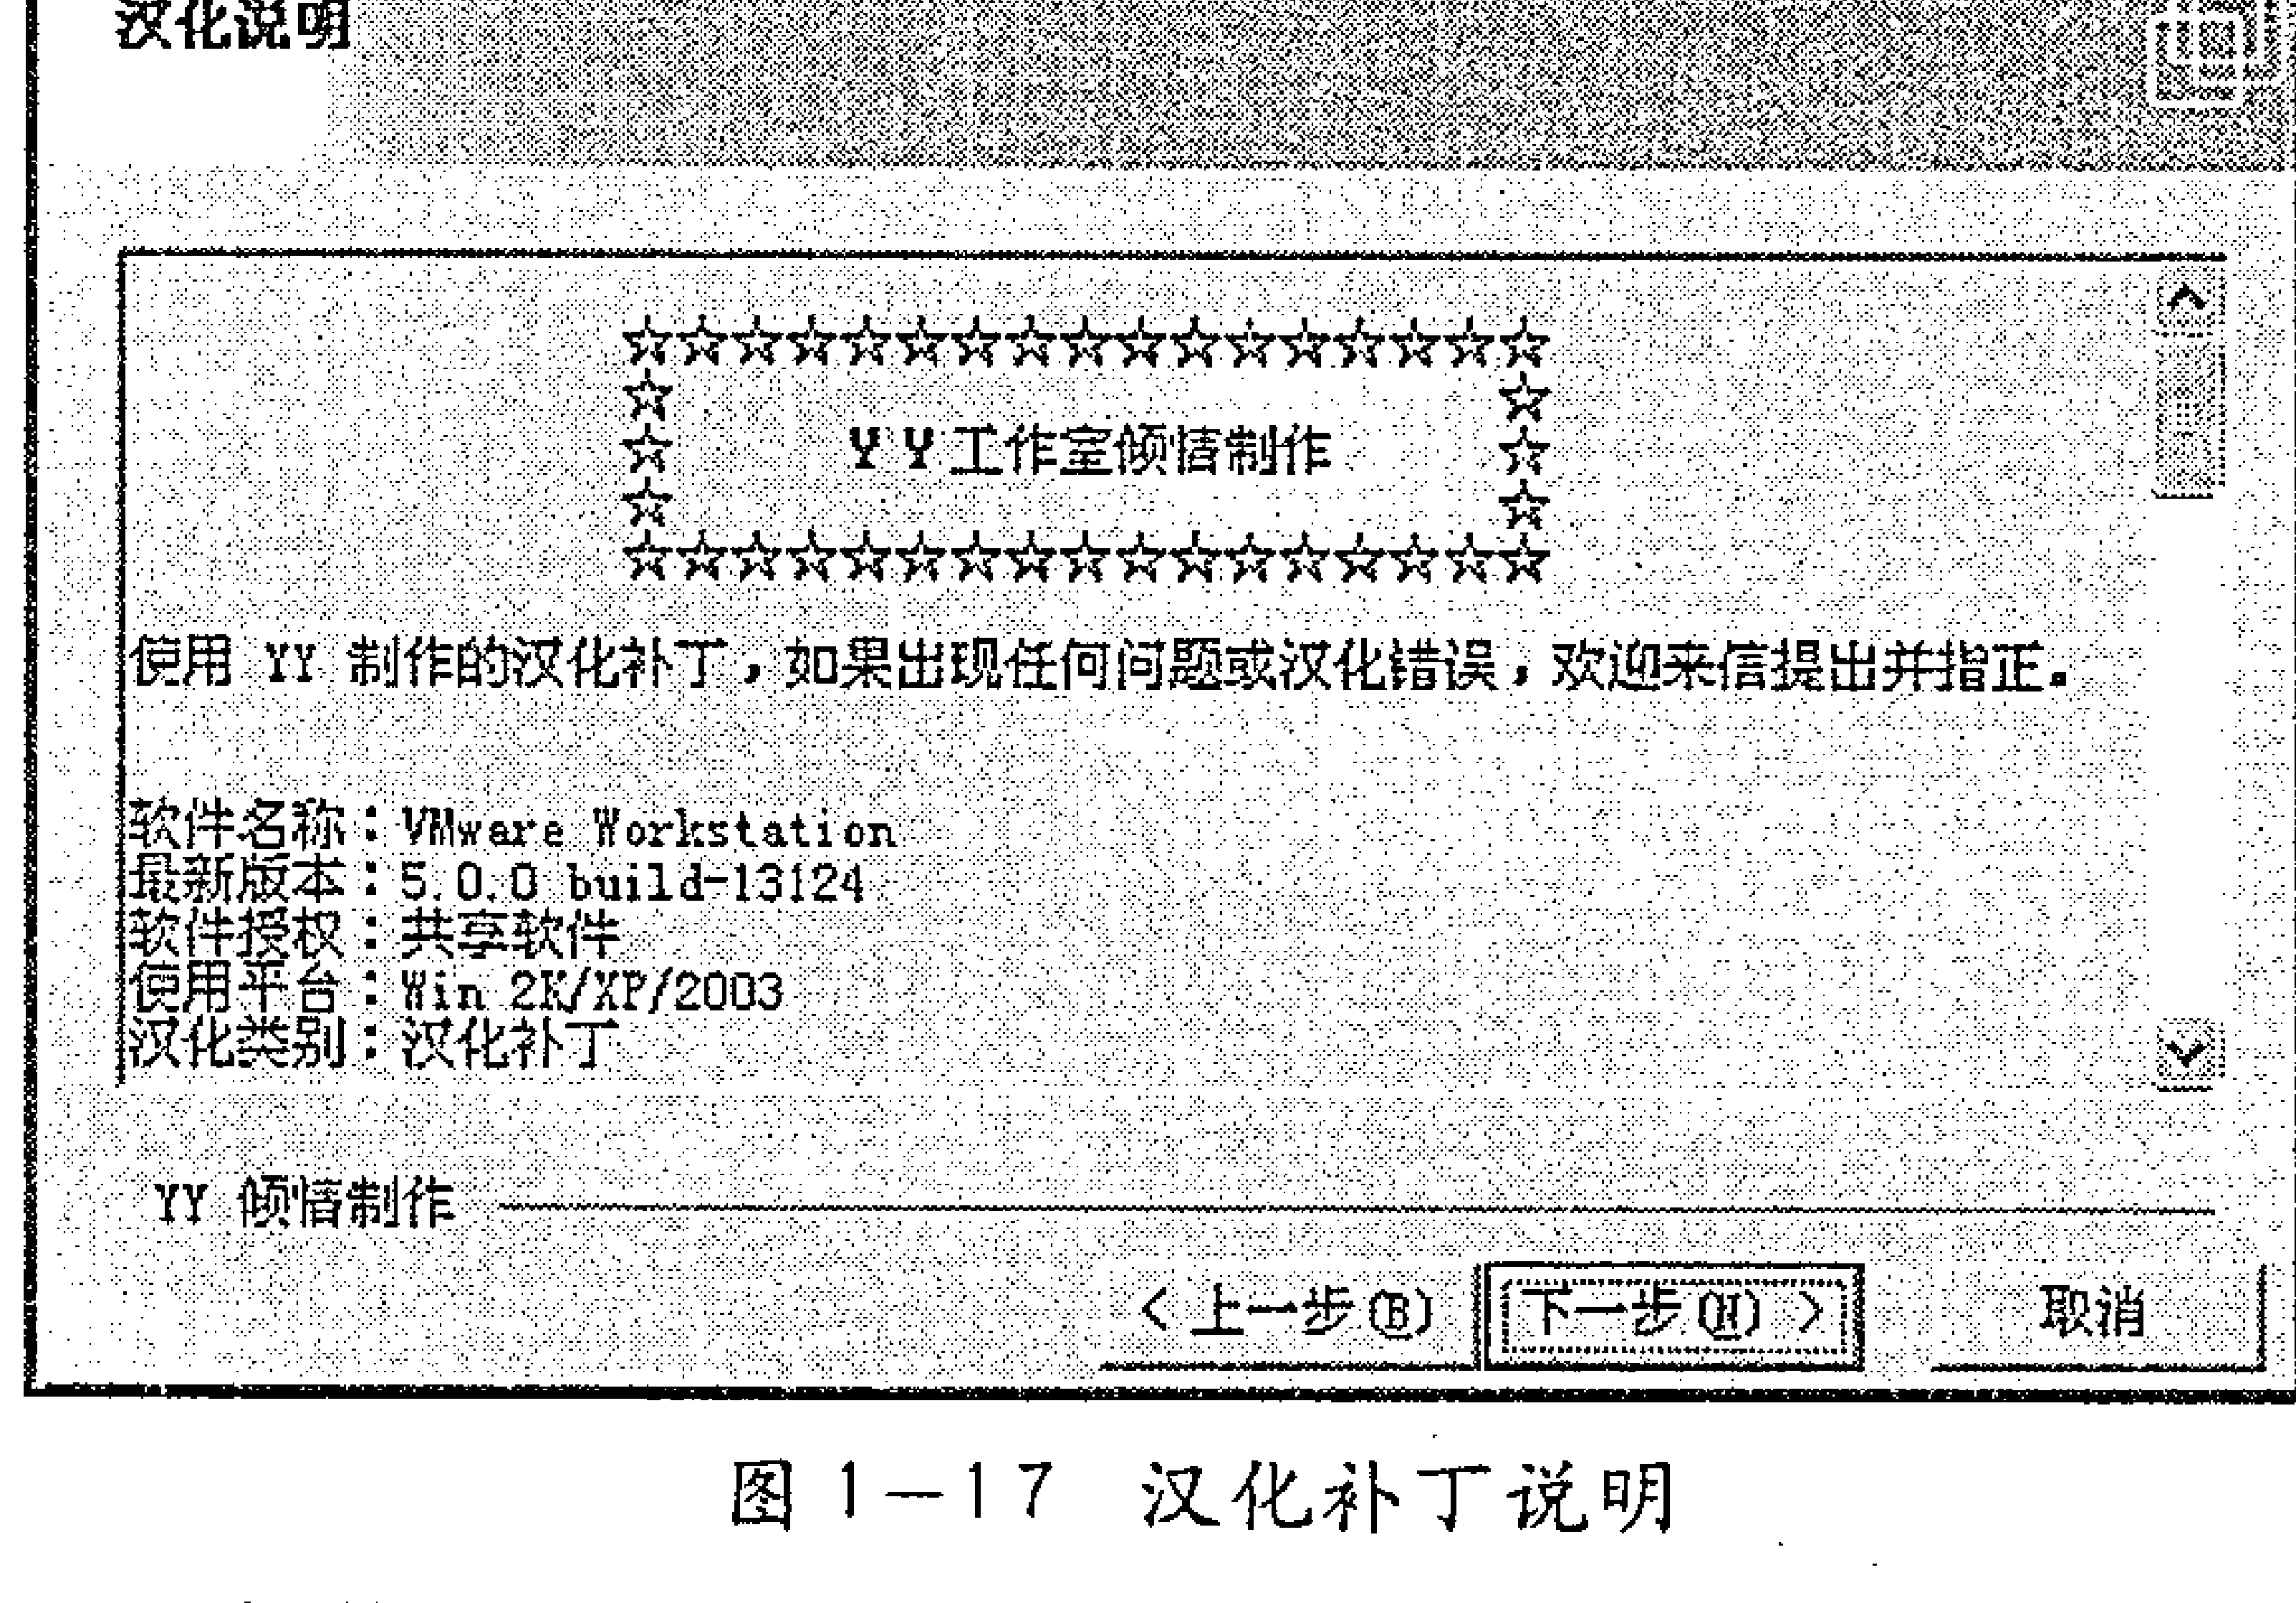 汉化说明
☆☆☆☆☆☆☆☆☆☆☆☆☆☆☆☆☆
☆ ☆
☆ YY工作室倾情制作 ☆
☆ ☆
☆☆☆☆☆☆☆☆☆☆☆☆☆☆☆☆☆
使用 YY 制作的汉化补丁，如果出现任何问题或汉化错误，欢迎来信提出并指正。
软件名称：VMware Workstation
最新版本：5.0.0 build-13124
软件授权：共享软件
使用平台：Win 2K/XP/2003
汉化类别：汉化补丁
YY 倾情制作
< 上一步(B) 下一步(N) > 取消
图 1-17 汉化补丁说明